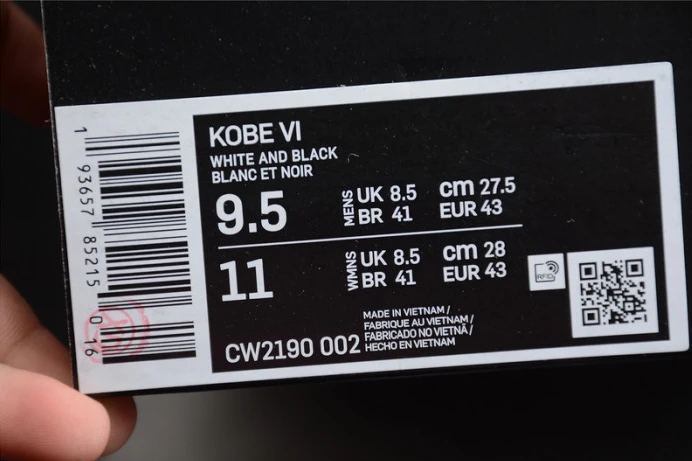 KOBE VI
WHITE AND BLACK
BLANC ET NOIR
9.5
MENS
UK 8.5 cm 27.5
BR 41 EUR 43
11
WMNS
UK 8.5 cm 28
BR 41 EUR 43
CW2190 002
MADE IN VIETNAM /
FABRIQUE AU VIETNAM /
FABRICADO NO VIETNÃ /
HECHO EN VIETNAM
RFID
1 93657 85215 0 16